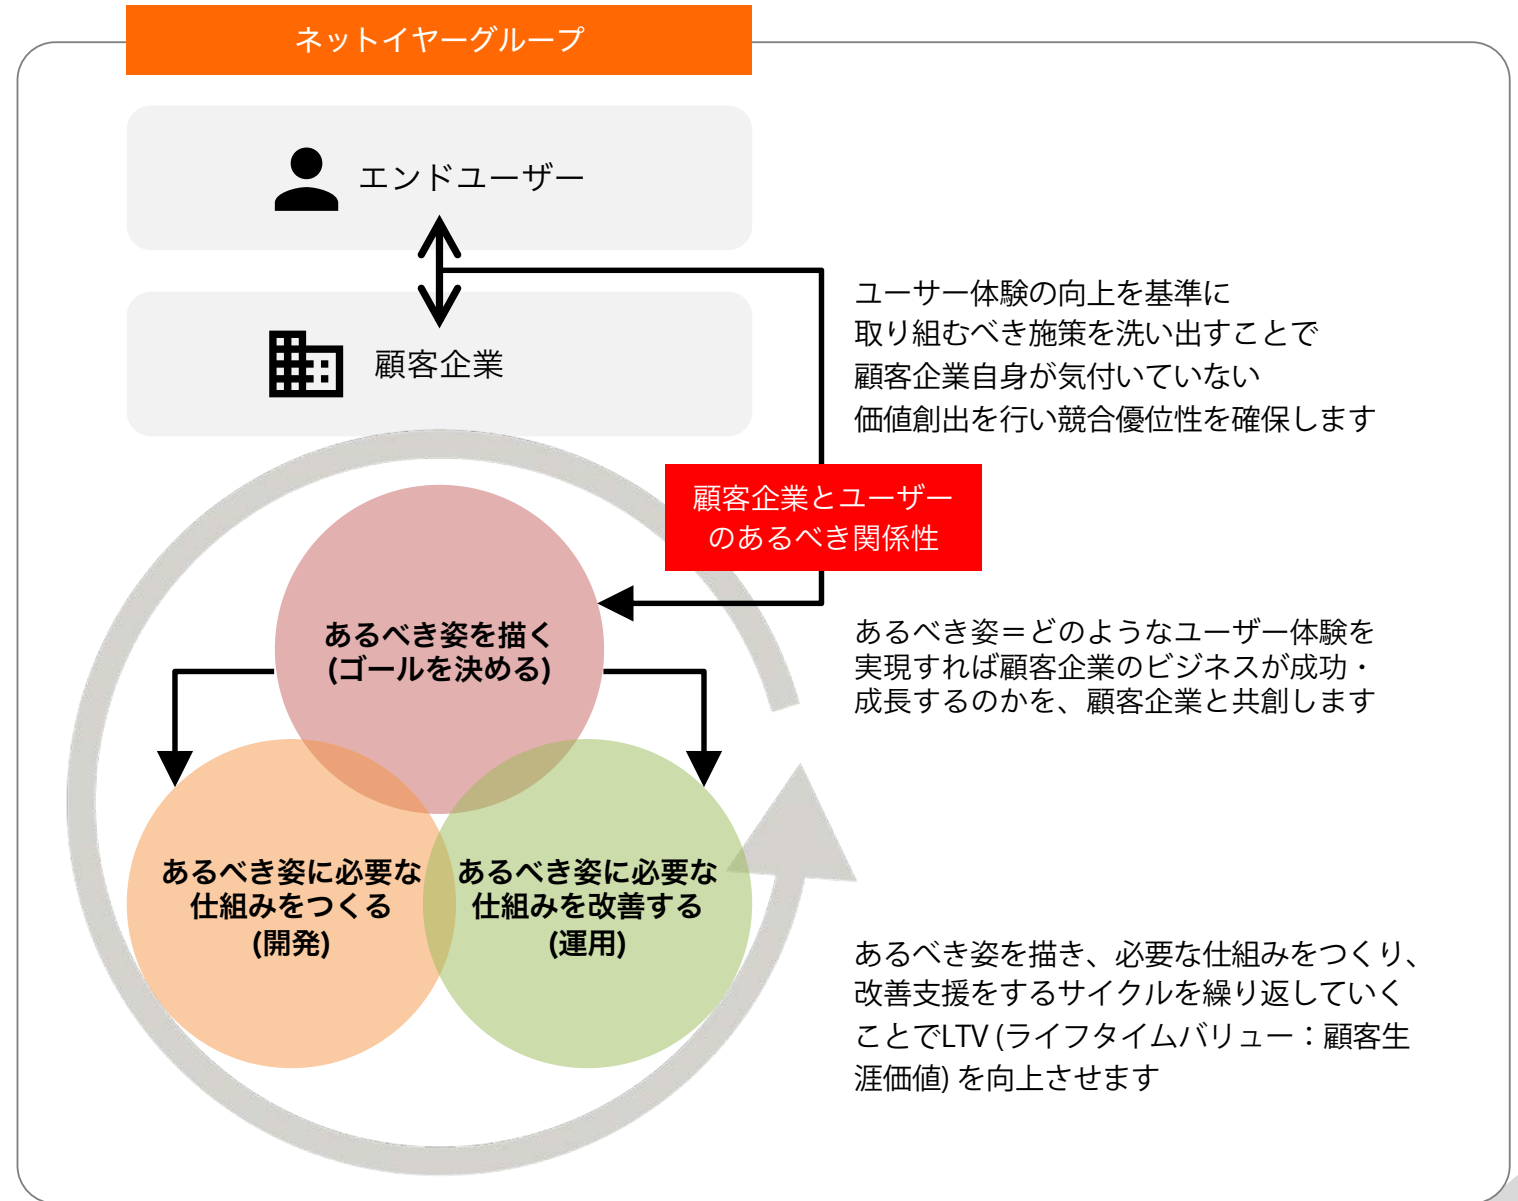 ネットイヤーグループ
エンドユーザー
顧客企業
ユーサー体験の向上を基準に
取り組むべき施策を洗い出すことで
顧客企業自身が気付いていない
価値創出を行い競合優位性を確保します
顧客企業とユーザー
のあるべき関係性
あるべき姿を描く
(ゴールを決める)
あるべき姿＝どのようなユーザー体験を
実現すれば顧客企業のビジネスが成功・
成長するのかを、顧客企業と共創します
あるべき姿に必要な
仕組みをつくる
(開発)
あるべき姿に必要な
仕組みを改善する
(運用)
あるべき姿を描き、必要な仕組みをつくり、
改善支援をするサイクルを繰り返していく
ことでLTV (ライフタイムバリュー：顧客生
涯価値) を向上させます